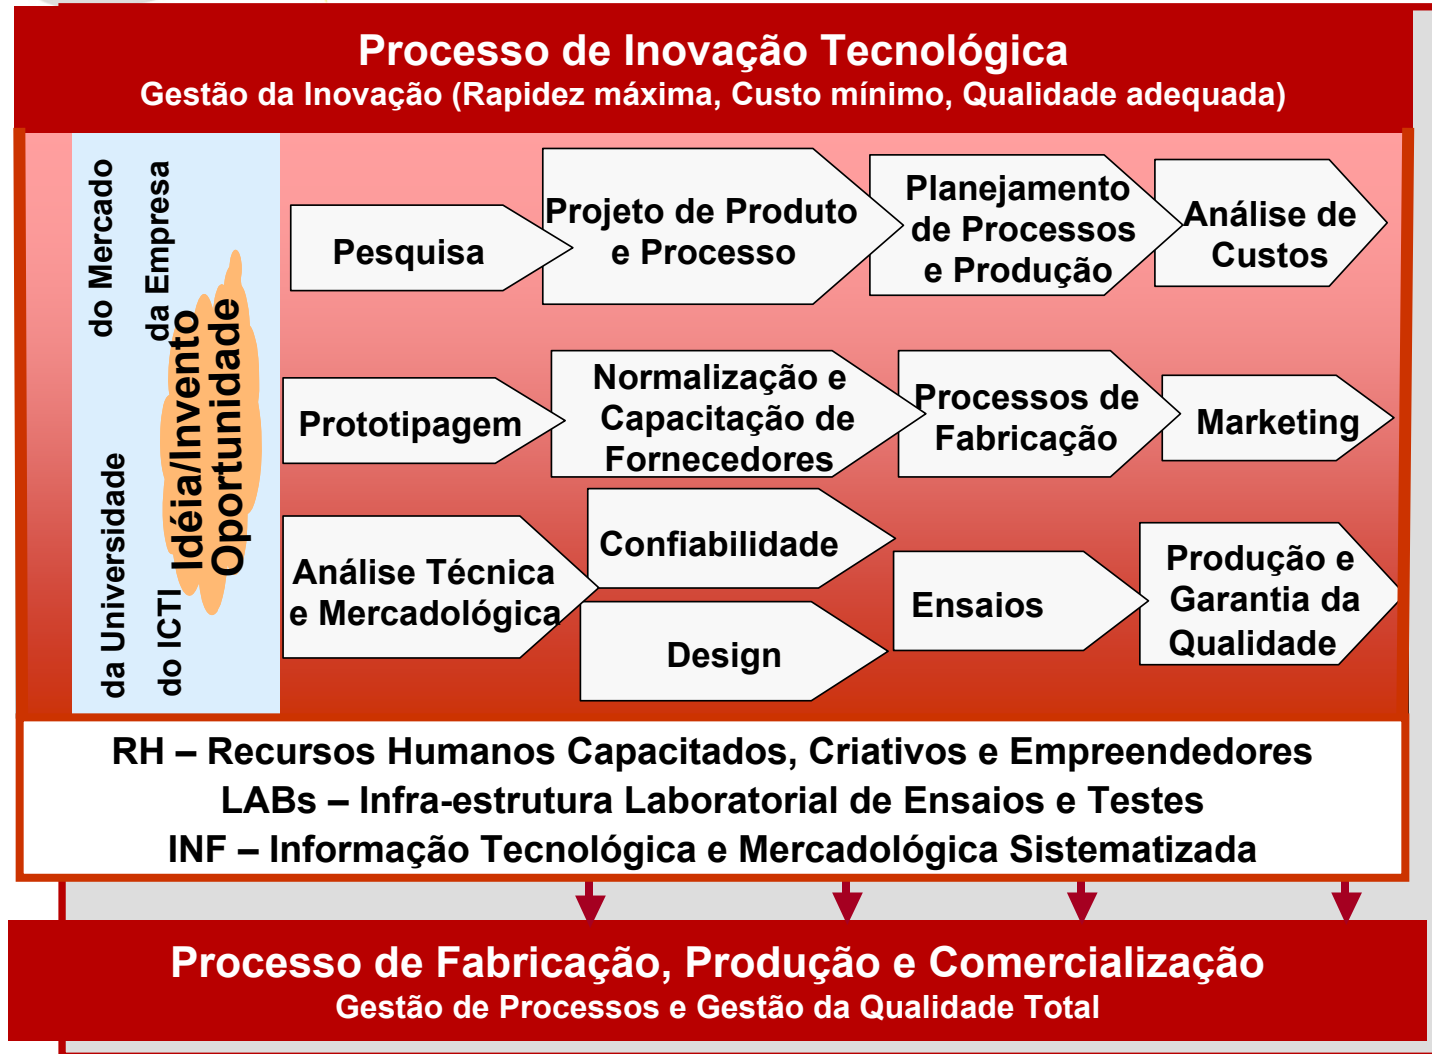 Processo de Inovação Tecnológica
Gestão da Inovação (Rapidez máxima, Custo mínimo, Qualidade adequada)
do Mercado
da Empresa
Idéia/Invento
Oportunidade
da Universidade
do ICTI
Pesquisa
Projeto de Produto
e Processo
Planejamento
de Processos
e Produção
Análise de
Custos
Prototipagem
Normalização e
Capacitação de
Fornecedores
Processos de
Fabricação
Marketing
Análise Técnica
e Mercadológica
Confiabilidade
Design
Ensaios
Produção e
Garantia da
Qualidade
RH – Recursos Humanos Capacitados, Criativos e Empreendedores
LABs – Infra-estrutura Laboratorial de Ensaios e Testes
INF – Informação Tecnológica e Mercadológica Sistematizada
Processo de Fabricação, Produção e Comercialização
Gestão de Processos e Gestão da Qualidade Total